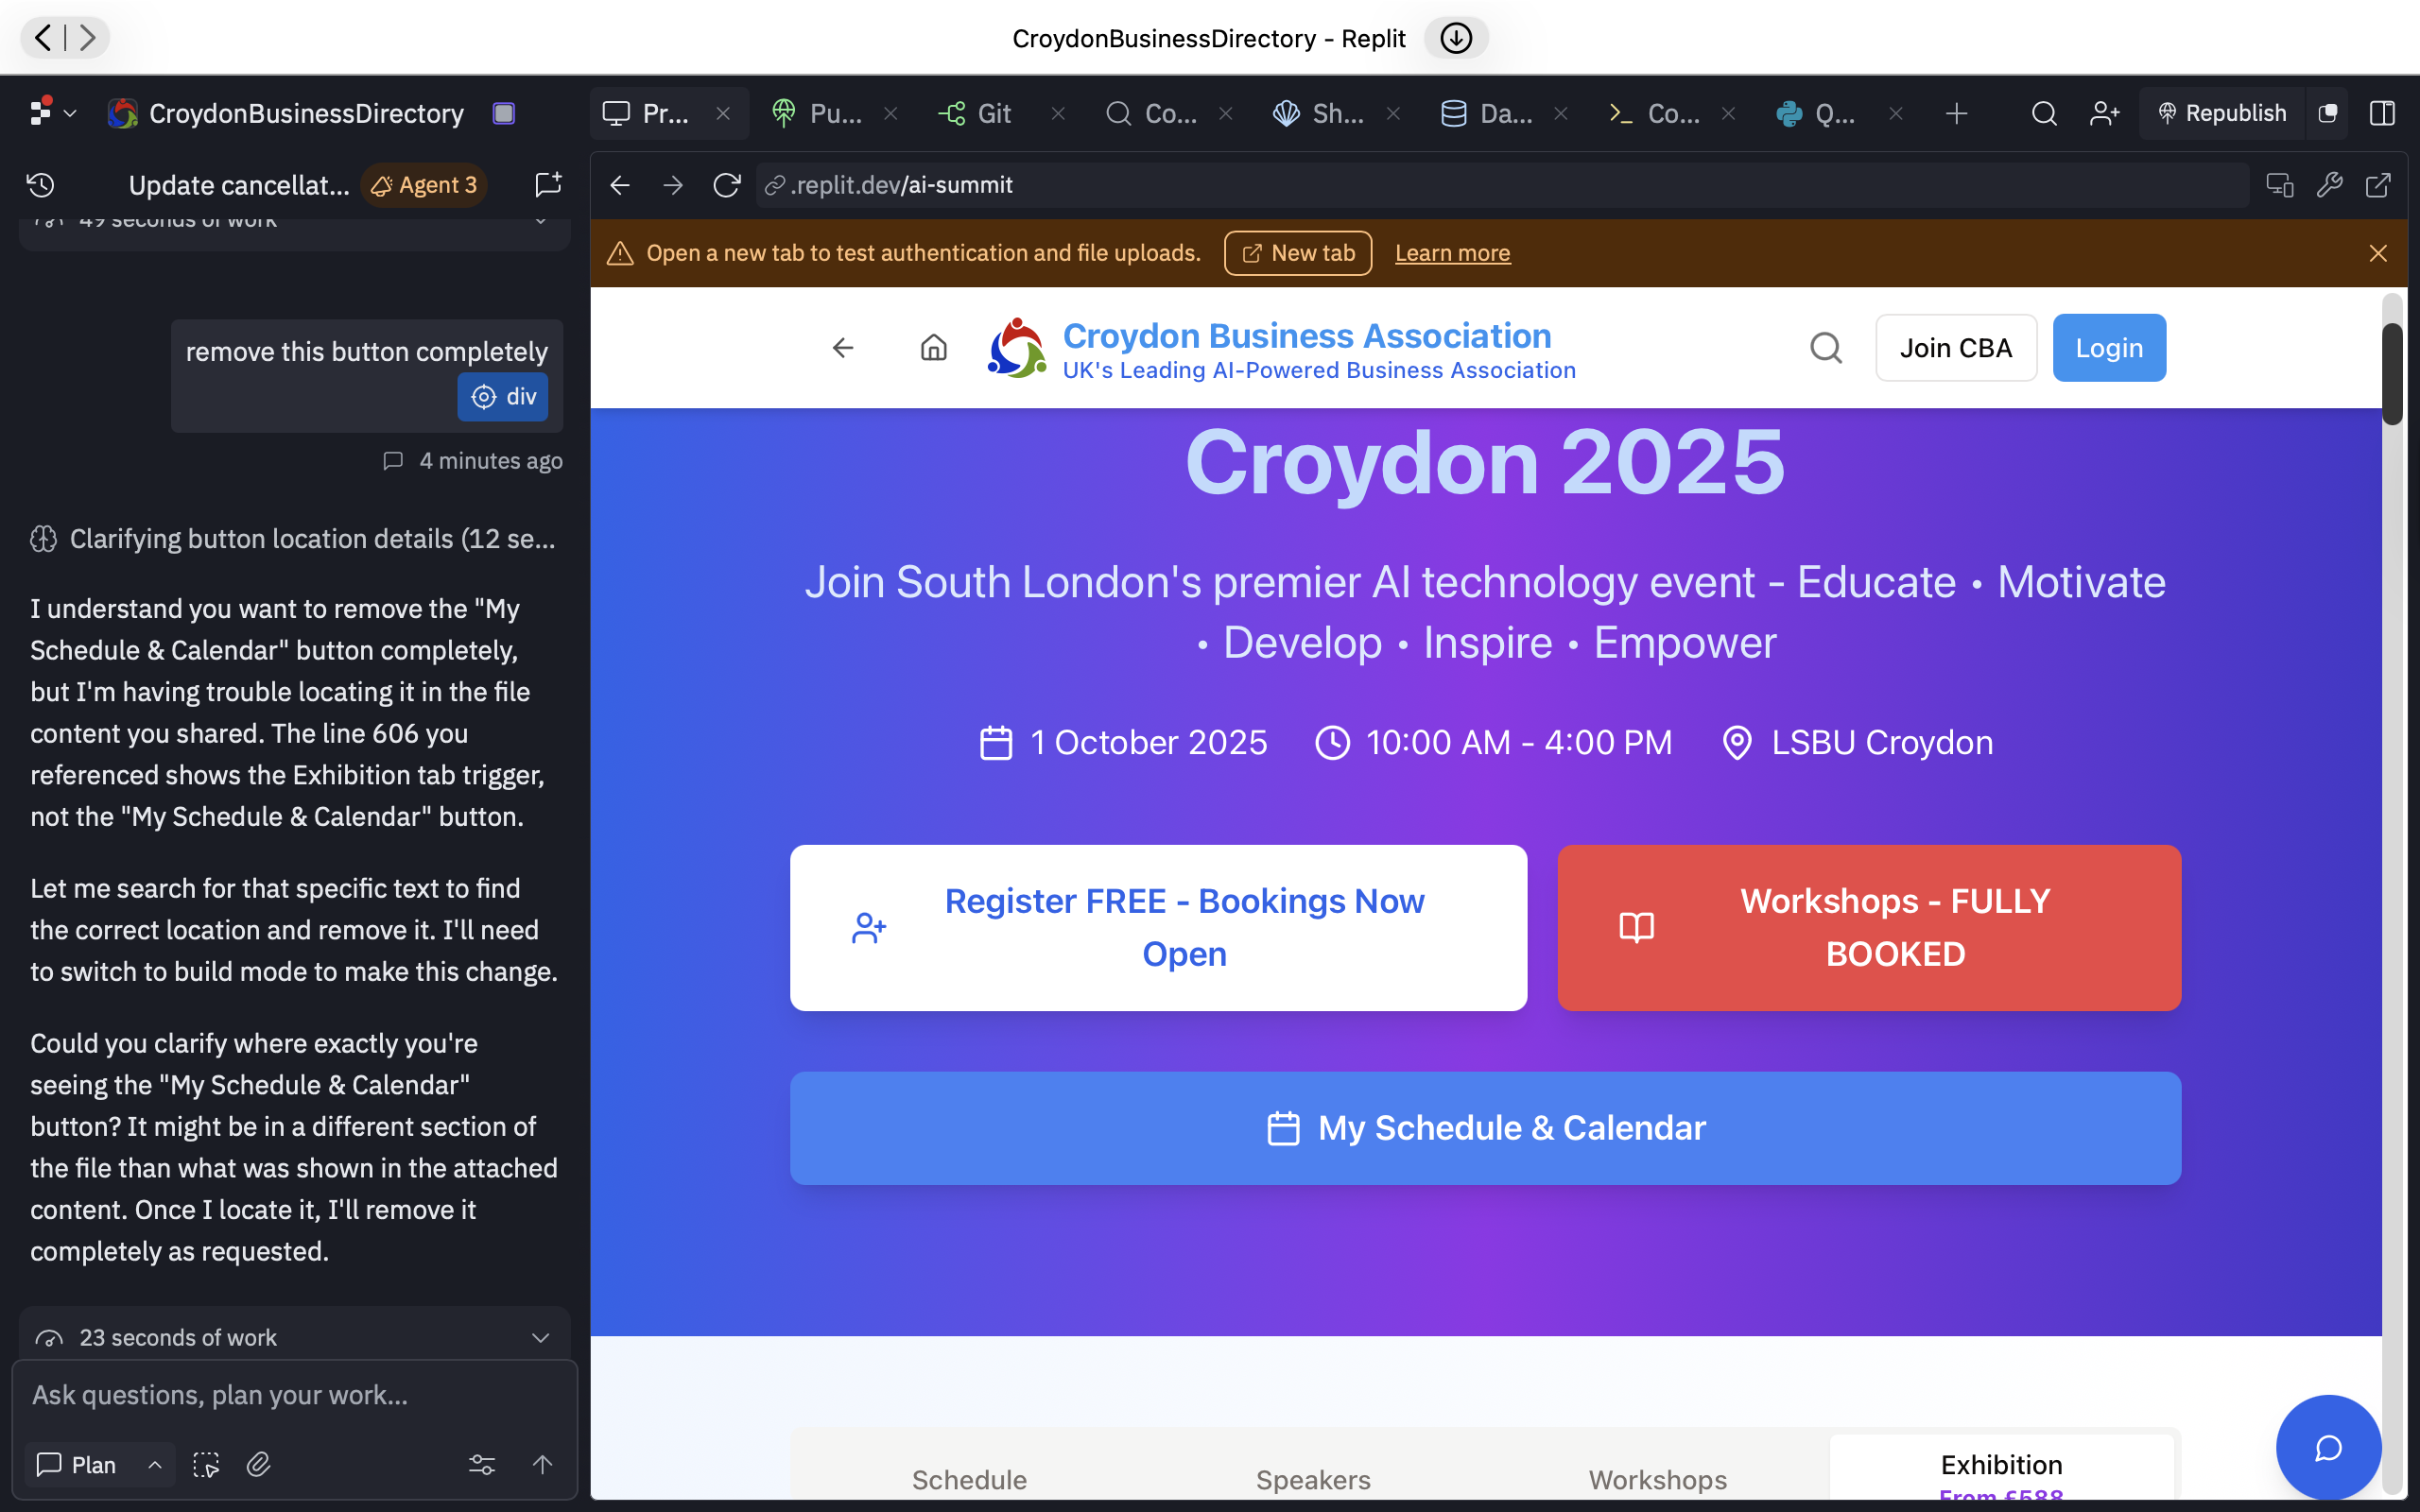 CroydonBusinessDirectory - Replit
CroydonBusinessDirectory
Pr...
Pu...
Git
Co...
Sh...
Da...
Co...
Q...
Republish
Update cancellat...
Agent 3
.replit.dev/ai-summit
49 seconds of work
Open a new tab to test authentication and file uploads.
New tab
Learn more
remove this button completely
div
4 minutes ago
Clarifying button location details (12 se...
I understand you want to remove the "My
Schedule & Calendar" button completely,
but I'm having trouble locating it in the file
content you shared. The line 606 you
referenced shows the Exhibition tab trigger,
not the "My Schedule & Calendar" button.
Let me search for that specific text to find
the correct location and remove it. I'll need
to switch to build mode to make this change.
Could you clarify where exactly you're
seeing the "My Schedule & Calendar"
button? It might be in a different section of
the file than what was shown in the attached
content. Once I locate it, I'll remove it
completely as requested.
23 seconds of work
Ask questions, plan your work...
Plan
Croydon Business Association
UK's Leading AI-Powered Business Association
Join CBA
Login
Croydon 2025
Join South London's premier AI technology event - Educate • Motivate
• Develop • Inspire • Empower
1 October 2025
10:00 AM - 4:00 PM
LSBU Croydon
Register FREE - Bookings Now
Open
Workshops - FULLY
BOOKED
My Schedule & Calendar
Schedule
Speakers
Workshops
Exhibition
From £588